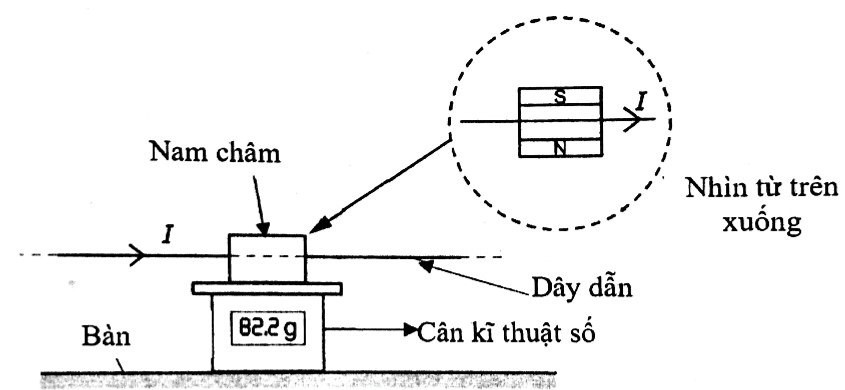 S
I
N
Nam châm
Nhìn từ trên
xuống
I
Dây dẫn
82.2 g
Cân kĩ thuật số
Bàn